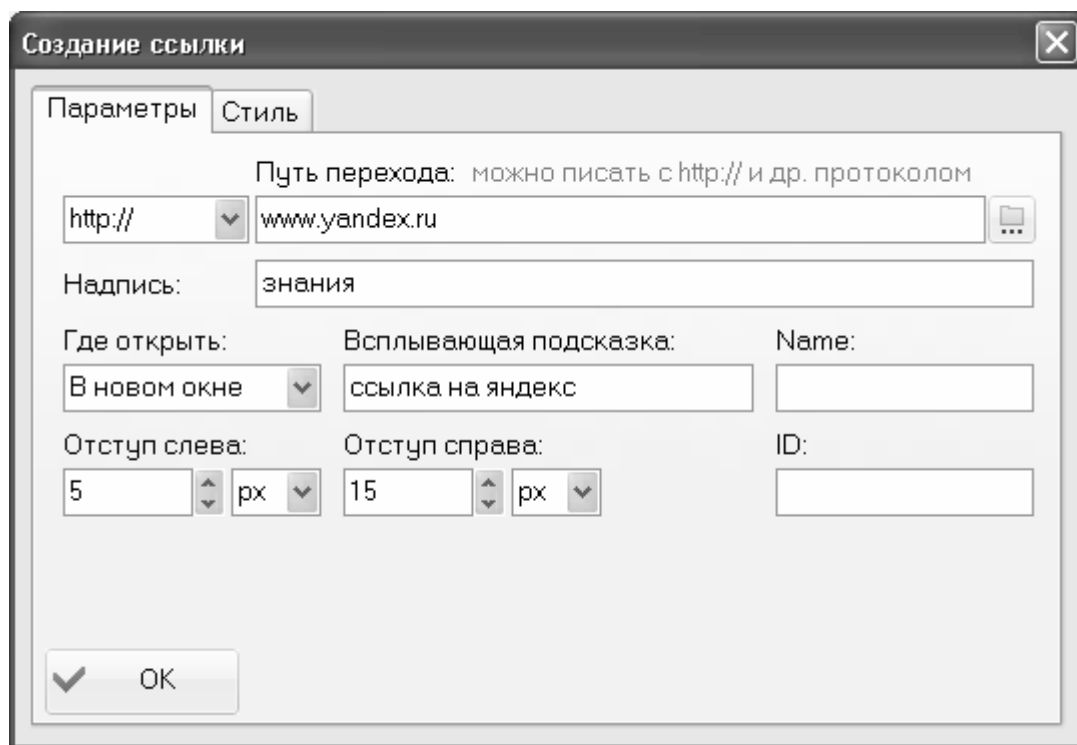 Создание ссылки
Параметры Стиль
Путь перехода: можно писать с http:// и др. протоколом
http:// www.yandex.ru
Надпись: знания
Где открыть: Всплывающая подсказка: Name:
В новом окне ссылка на яндекс
Отступ слева: Отступ справа: ID:
5 px 15 px
OK